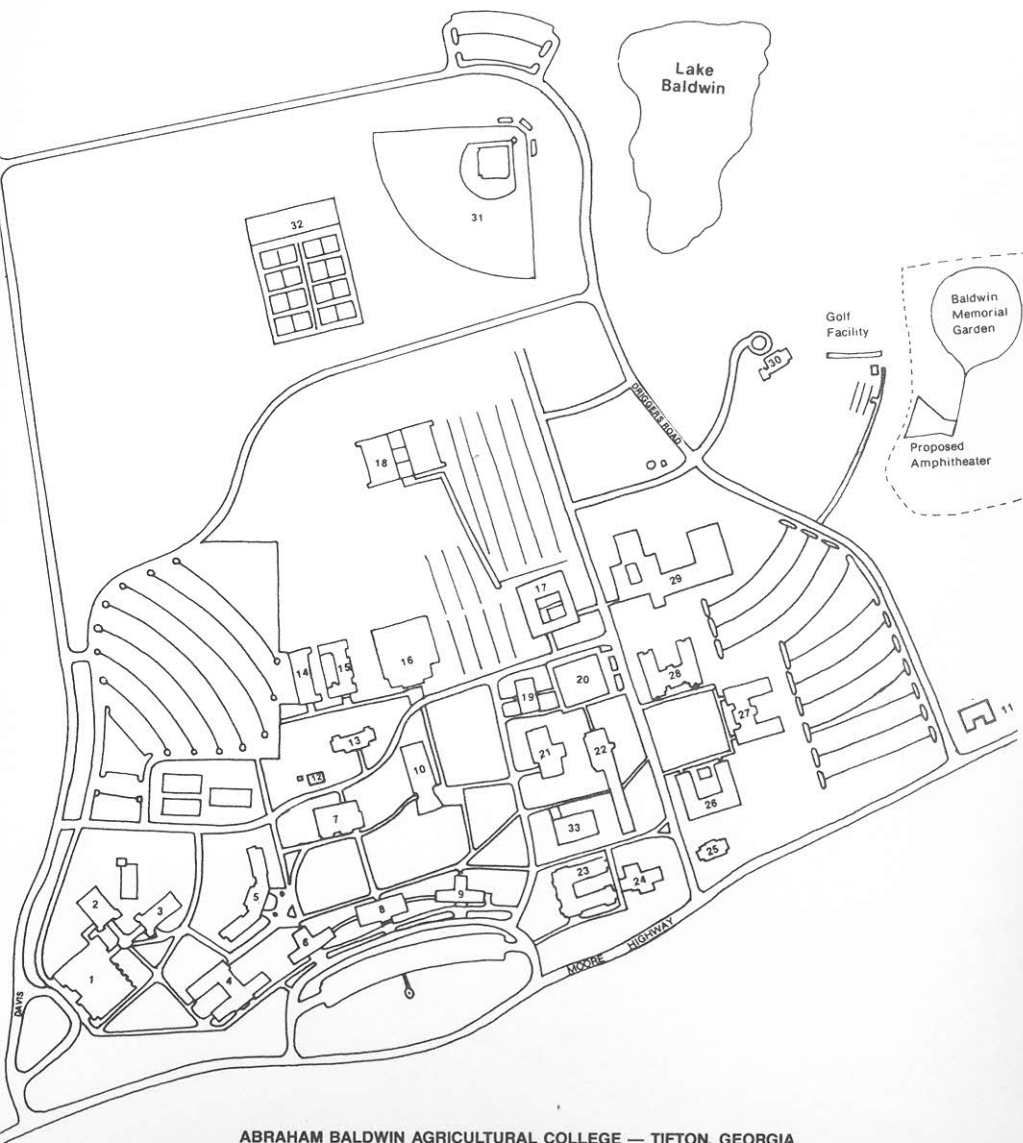 Lake
Baldwin
31
32
Baldwin
Memorial
Garden
Golf
Facility
30
DRIGGERS ROAD
Proposed
Amphitheater
18
29
17
16
15
14
28
20
19
27
11
13
21
22
10
12
26
7
33
25
23
24
5
9
2
3
8
6
1
4
MOORE HIGHWAY
DAVIS
ABRAHAM BALDWIN AGRICULTURAL COLLEGE — TIFTON, GEORGIA